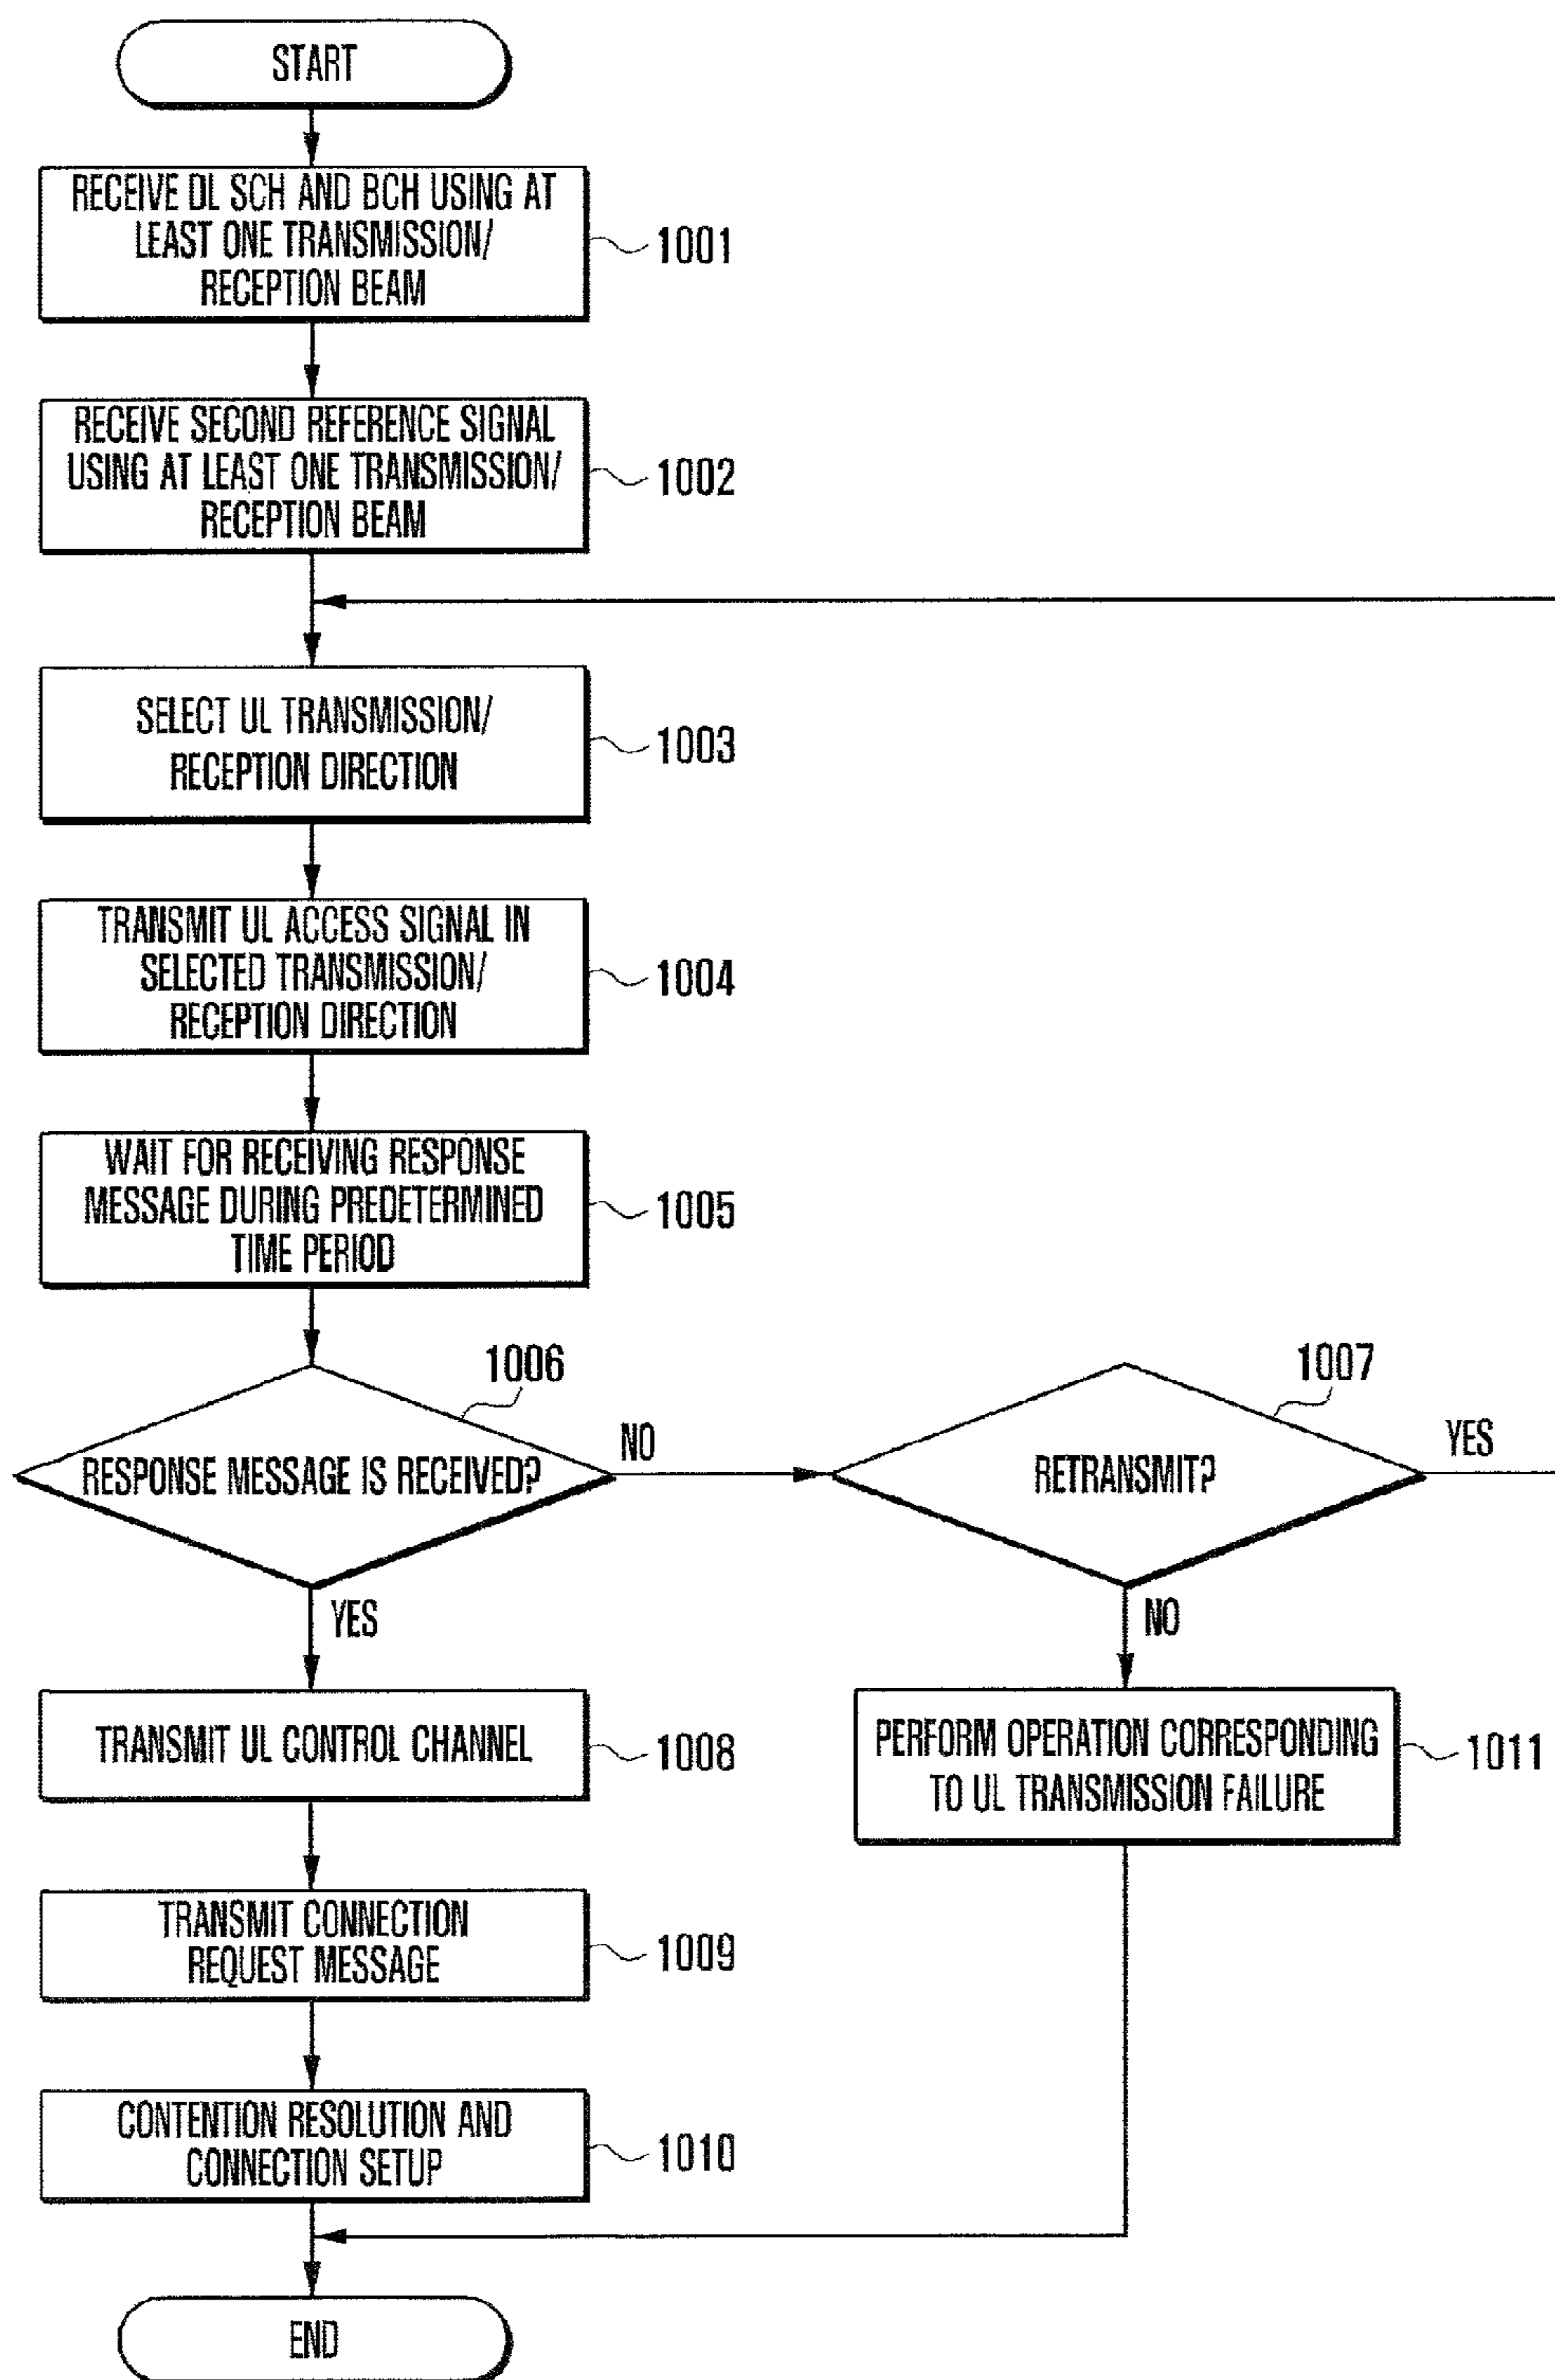 START
RECEIVE DL SCH AND BCH USING AT
LEAST ONE TRANSMISSION/
RECEPTION BEAM
1001
RECEIVE SECOND REFERENCE SIGNAL
USING AT LEAST ONE TRANSMISSION/
RECEPTION BEAM
1002
SELECT UL TRANSMISSION/
RECEPTION DIRECTION
1003
TRANSMIT UL ACCESS SIGNAL IN
SELECTED TRANSMISSION/
RECEPTION DIRECTION
1004
WAIT FOR RECEIVING RESPONSE
MESSAGE DURING PREDETERMINED
TIME PERIOD
1005
1006
RESPONSE MESSAGE IS RECEIVED?
NO
YES
1007
RETRANSMIT?
YES
NO
TRANSMIT UL CONTROL CHANNEL
1008
PERFORM OPERATION CORRESPONDING
TO UL TRANSMISSION FAILURE
1011
TRANSMIT CONNECTION
REQUEST MESSAGE
1009
CONTENTION RESOLUTION AND
CONNECTION SETUP
1010
END